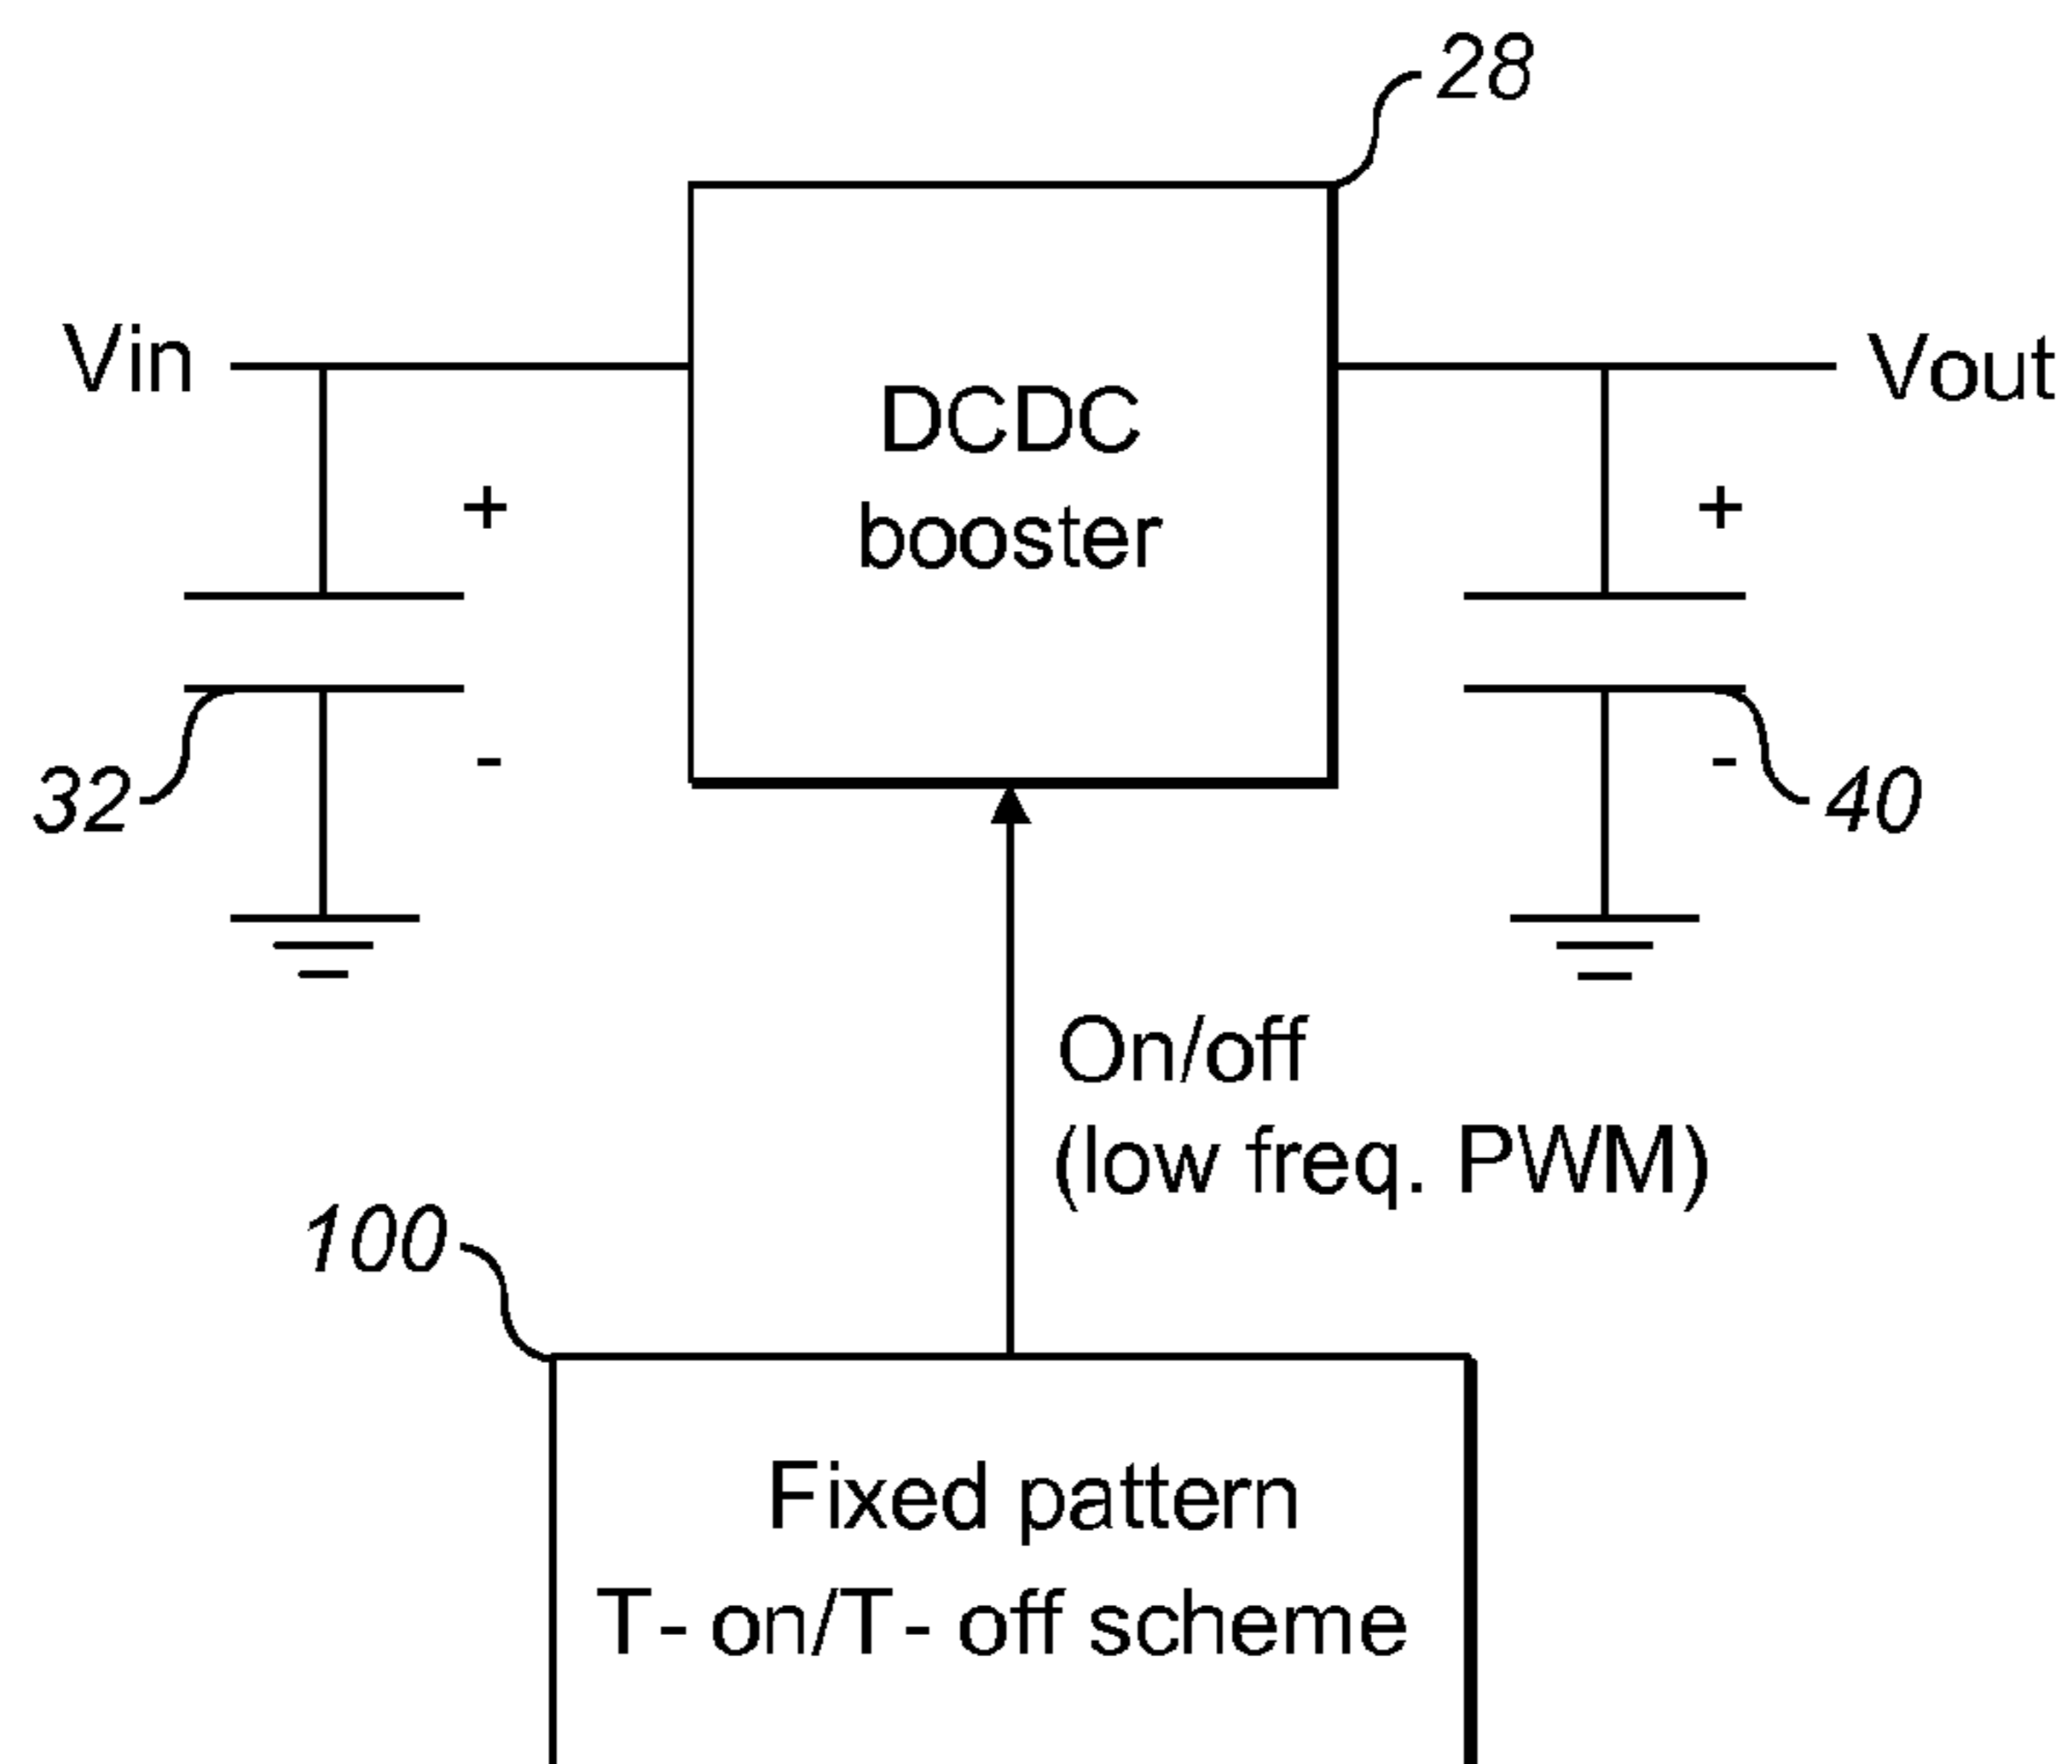 28
Vin
Vout
DCDC
booster
+
+
-
-
32
40
On/off
(low freq. PWM)
100
Fixed pattern
T- on/T- off scheme